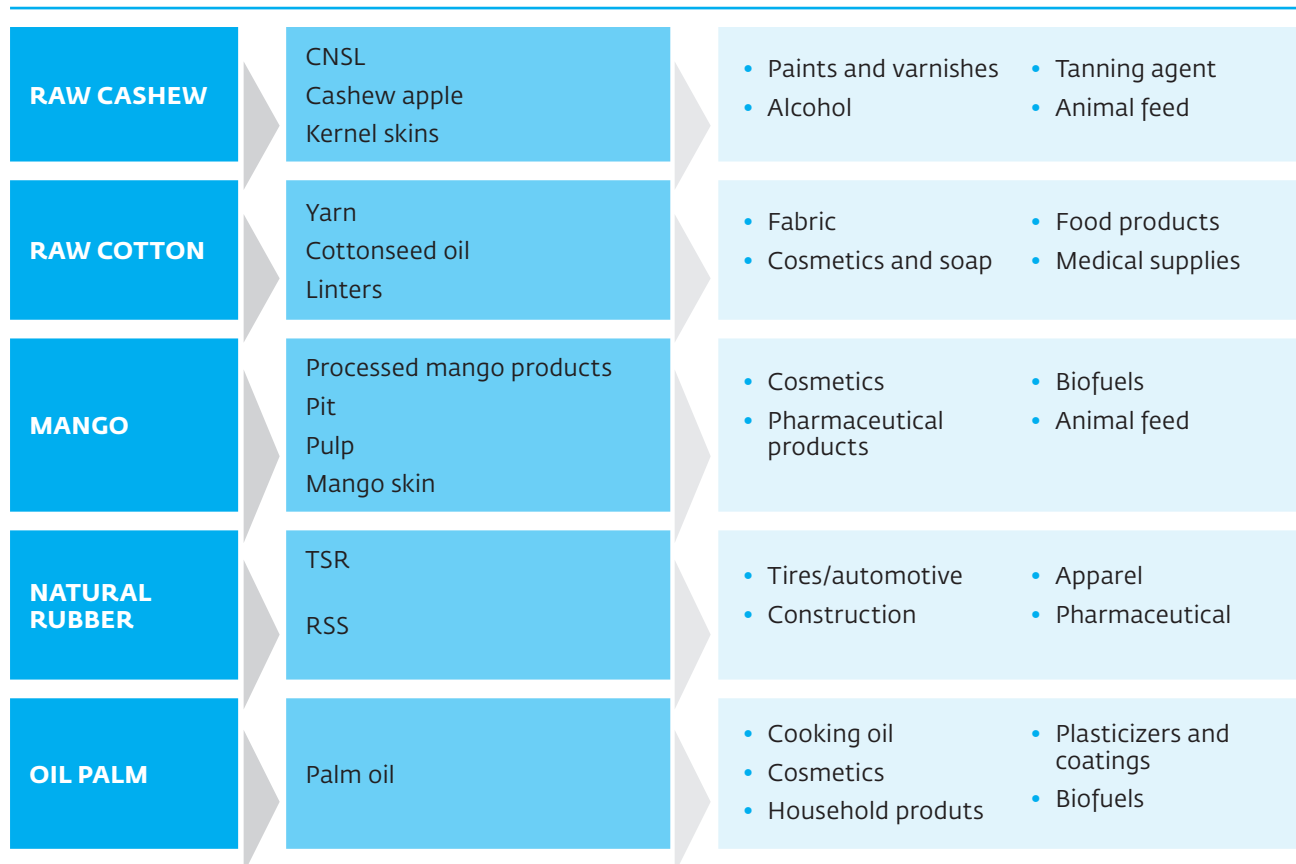 RAW CASHEW
CNSL
Cashew apple
Kernel skins
• Paints and varnishes
• Alcohol
• Tanning agent
• Animal feed
RAW COTTON
Yarn
Cottonseed oil
Linters
• Fabric
• Cosmetics and soap
• Food products
• Medical supplies
MANGO
Processed mango products
Pit
Pulp
Mango skin
• Cosmetics
• Pharmaceutical
products
• Biofuels
• Animal feed
NATURAL
RUBBER
TSR
RSS
• Tires/automotive
• Construction
• Apparel
• Pharmaceutical
OIL PALM
Palm oil
• Cooking oil
• Cosmetics
• Household produts
• Plasticizers and
coatings
• Biofuels